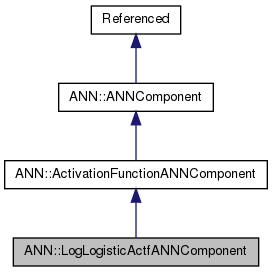 Referenced
ANN::ANNComponent
ANN::ActivationFunctionANNComponent
ANN::LogLogisticActfANNComponent